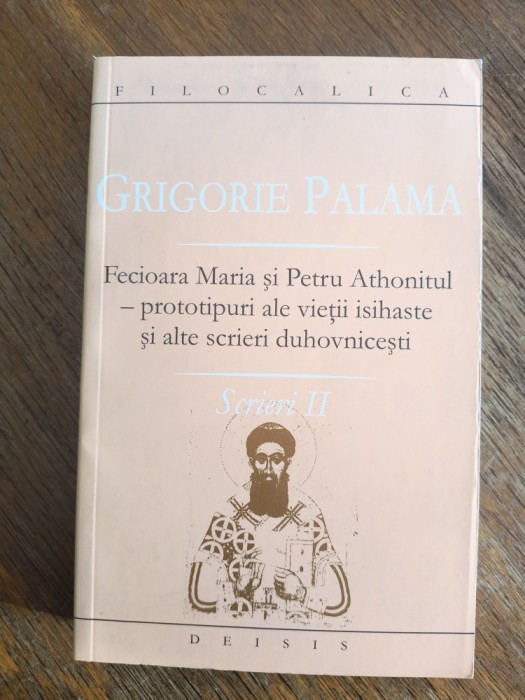 FILOCALICA
GRIGORIE PALAMA
Fecioara Maria şi Petru Athonitul
– prototipuri ale vieţii isihaste
şi alte scrieri duhovniceşti
Scrieri II
DEISIS